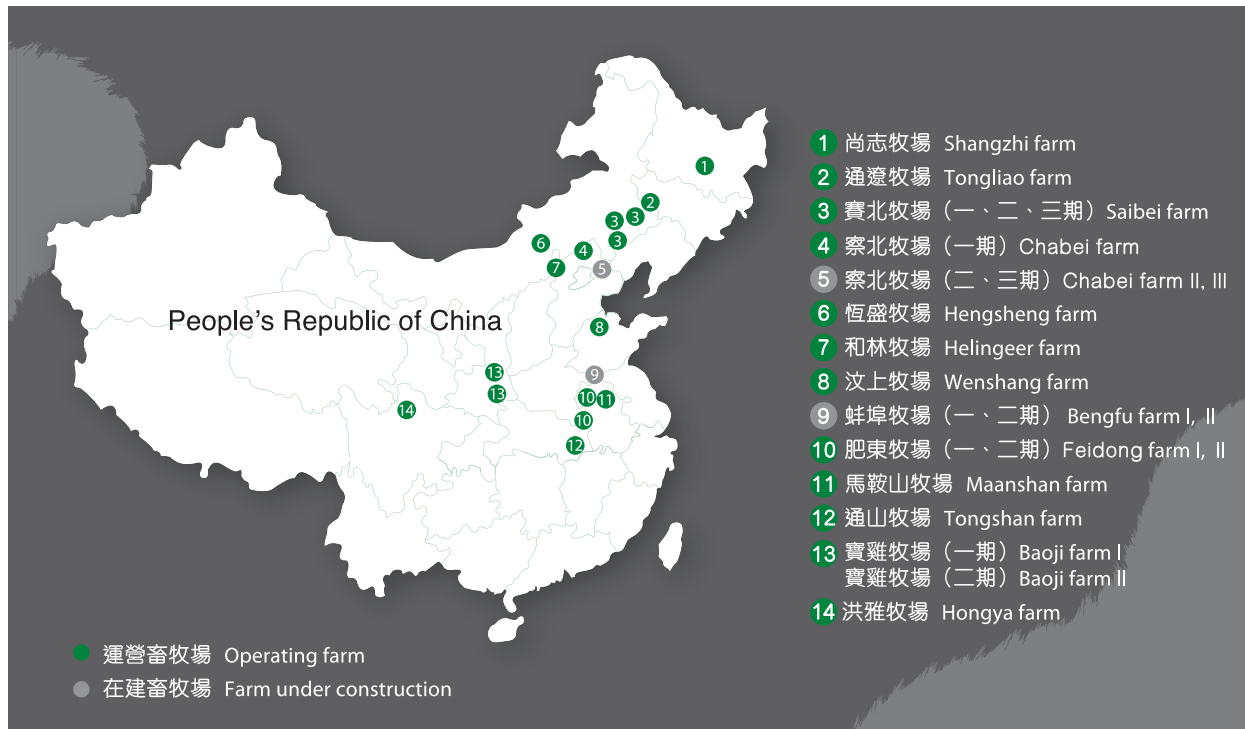 People's Republic of China
1
2
3
3
3
4
5
6
7
8
9
10
11
10
12
13
13
14
1 尚志牧場 Shangzhi farm
2 通遼牧場 Tongliao farm
3 賽北牧場（一、二、三期）Saibei farm
4 察北牧場（一期）Chabei farm
5 察北牧場（二、三期）Chabei farm II, III
6 恆盛牧場 Hengsheng farm
7 和林牧場 Helingeer farm
8 汶上牧場 Wenshang farm
9 蚌埠牧場（一、二期） Bengfu farm I, II
10 肥東牧場（一、二期）Feidong farm I, II
11 馬鞍山牧場 Maanshan farm
12 通山牧場 Tongshan farm
13 寶雞牧場（一期）Baoji farm I
寶雞牧場（二期）Baoji farm II
14 洪雅牧場 Hongya farm
運營畜牧場 Operating farm
在建畜牧場 Farm under construction